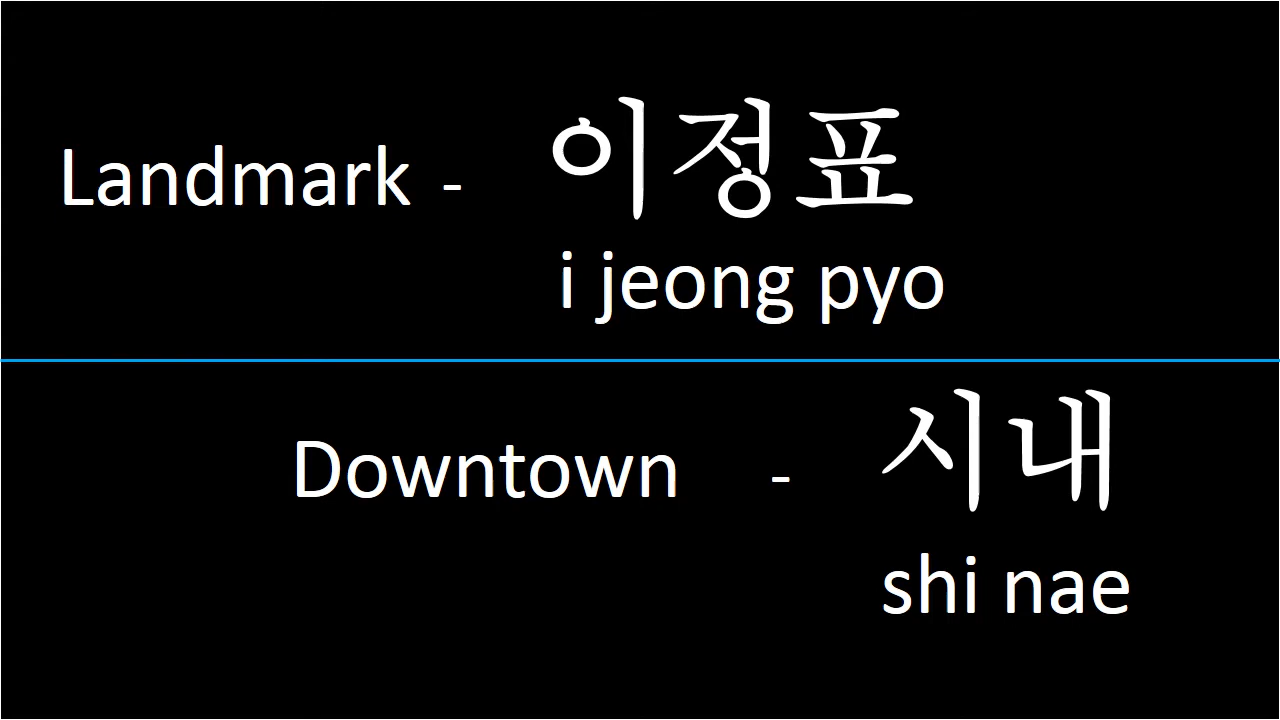 Landmark - 이정표
i jeong pyo
Downtown - 시내
shi nae